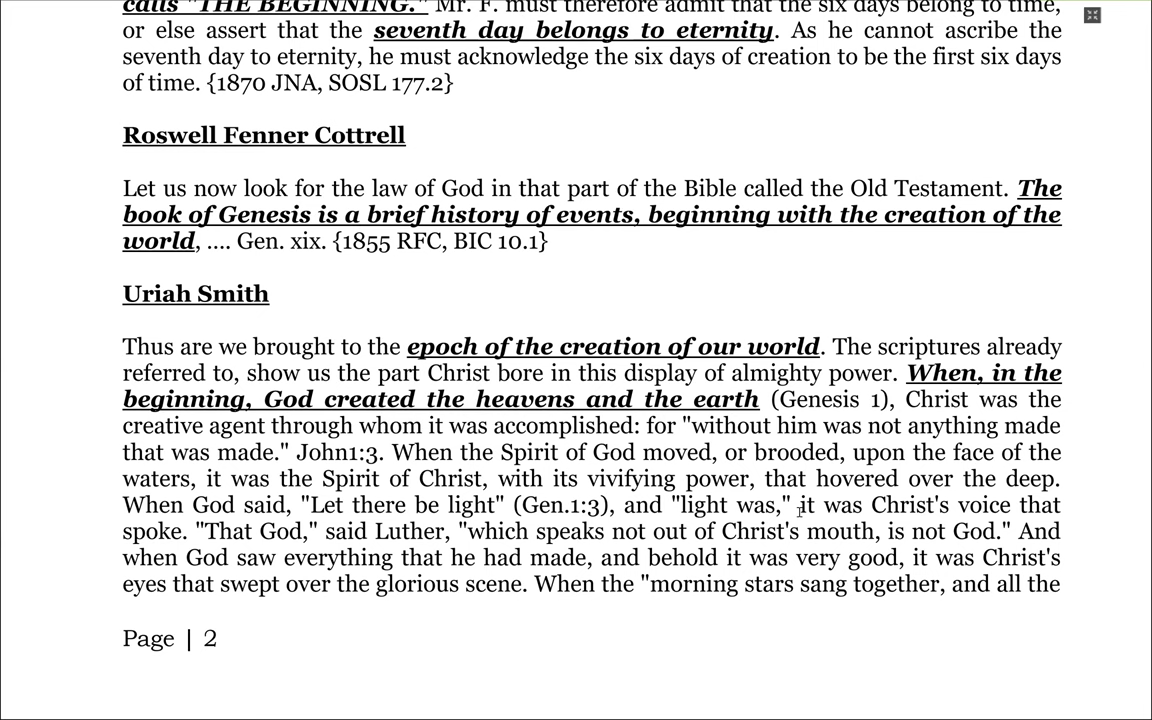 calls "THE BEGINNING." Mr. F. must therefore admit that the six days belong to time,
or else assert that the seventh day belongs to eternity. As he cannot ascribe the
seventh day to eternity, he must acknowledge the six days of creation to be the first six days
of time. {1870 JNA, SOSL 177.2}
Roswell Fenner Cottrell
Let us now look for the law of God in that part of the Bible called the Old Testament. The
book of Genesis is a brief history of events, beginning with the creation of the
world, .... Gen. xix. {1855 RFC, BIC 10.1}
Uriah Smith
Thus are we brought to the epoch of the creation of our world. The scriptures already
referred to, show us the part Christ bore in this display of almighty power. When, in the
beginning, God created the heavens and the earth (Genesis 1), Christ was the
creative agent through whom it was accomplished: for "without him was not anything made
that was made." John1:3. When the Spirit of God moved, or brooded, upon the face of the
waters, it was the Spirit of Christ, with its vivifying power, that hovered over the deep.
When God said, "Let there be light" (Gen.1:3), and "light was," it was Christ's voice that
spoke. "That God," said Luther, "which speaks not out of Christ's mouth, is not God." And
when God saw everything that he had made, and behold it was very good, it was Christ's
eyes that swept over the glorious scene. When the "morning stars sang together, and all the
Page | 2